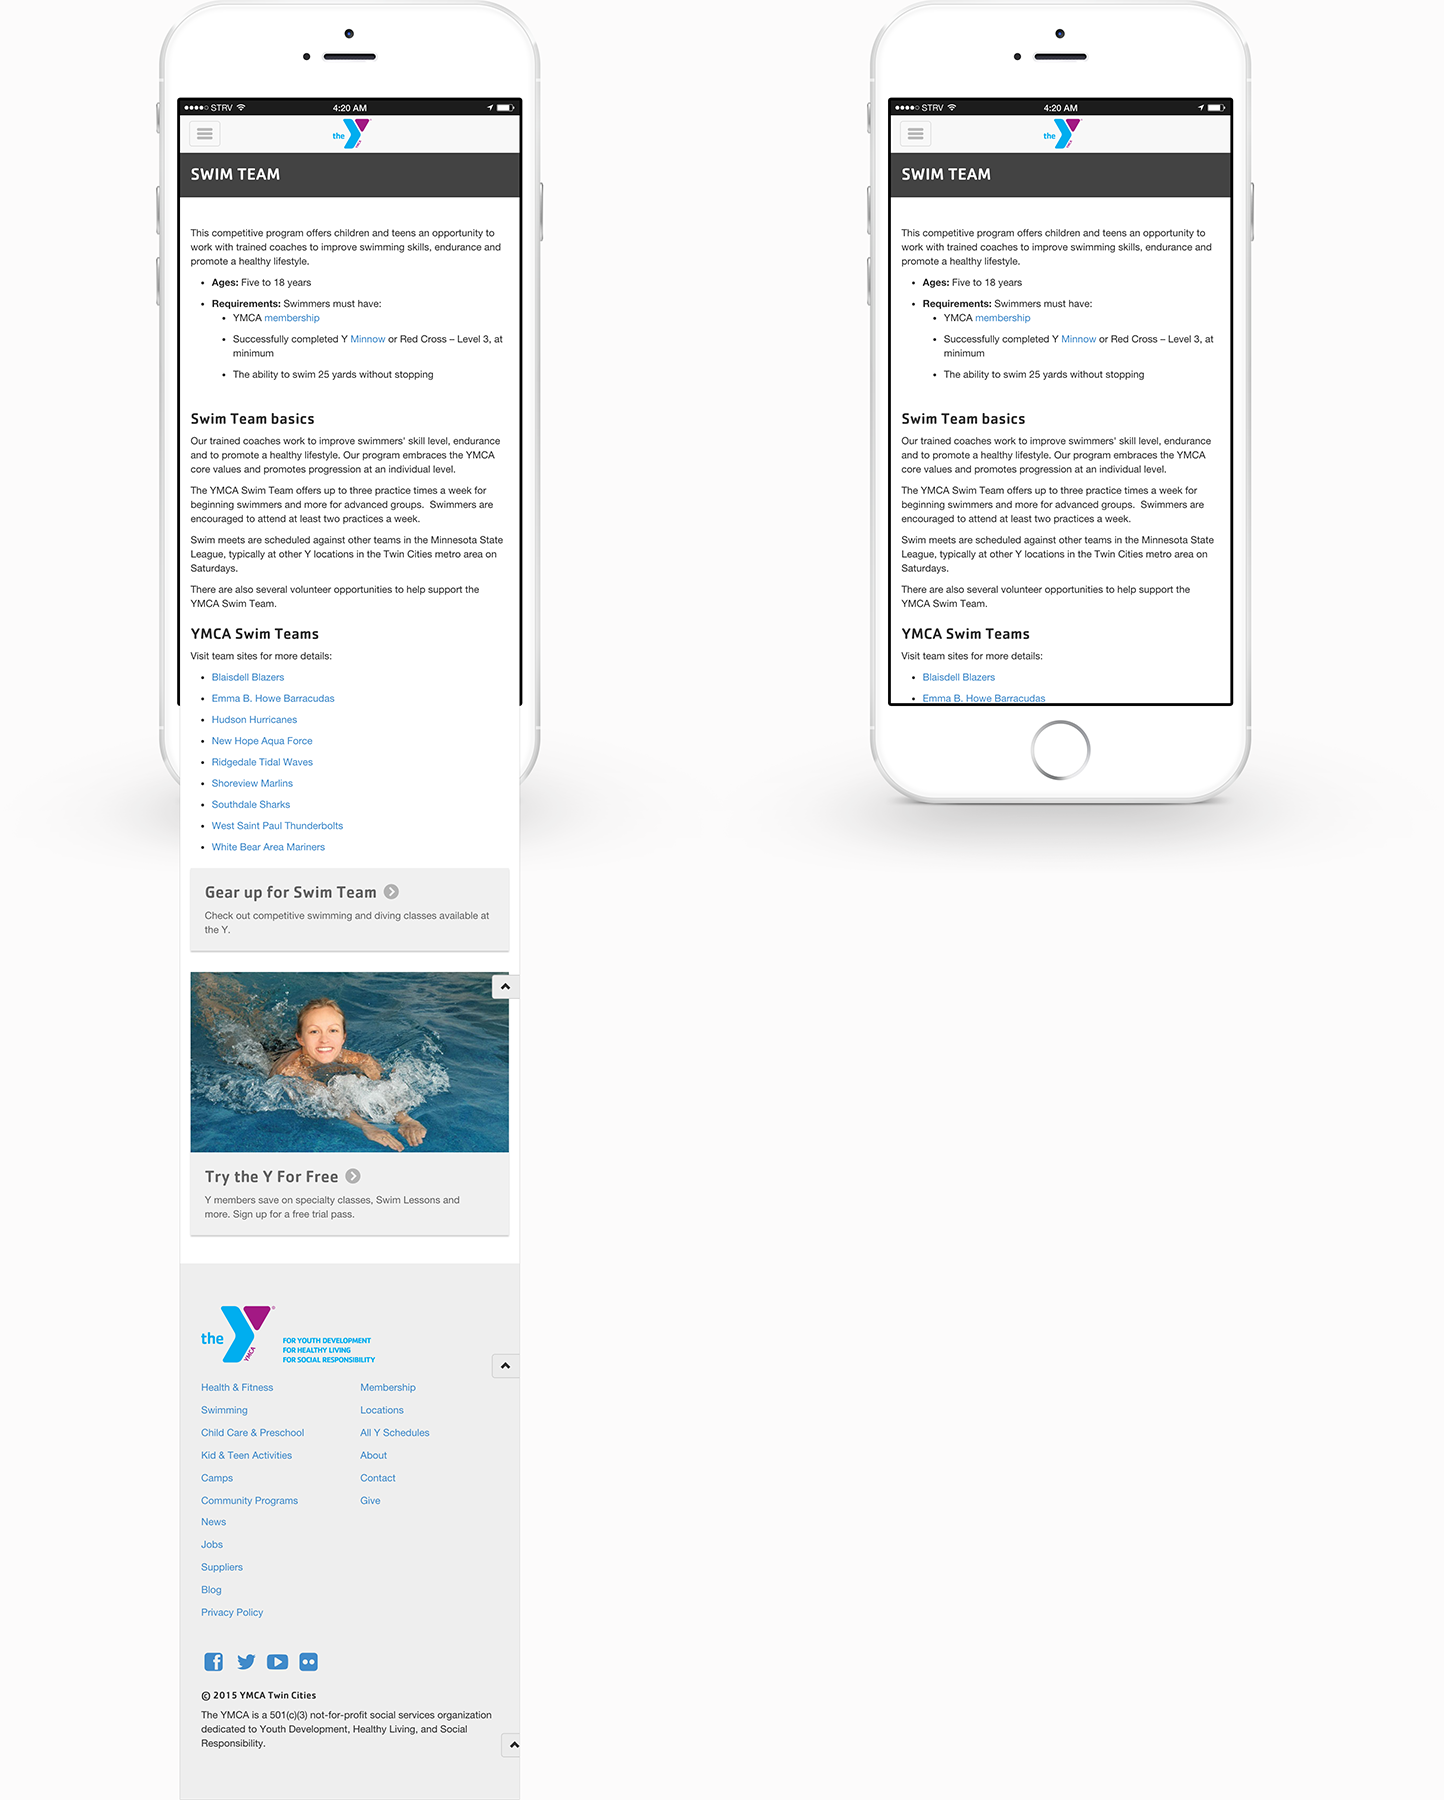 STRV 4:20 AM
the
YMCA
SWIM TEAM
This competitive program offers children and teens an opportunity to
work with trained coaches to improve swimming skills, endurance and
promote a healthy lifestyle.
• Ages: Five to 18 years
• Requirements: Swimmers must have:
• YMCA membership
• Successfully completed Y Minnow or Red Cross – Level 3, at
minimum
• The ability to swim 25 yards without stopping
Swim Team basics
Our trained coaches work to improve swimmers' skill level, endurance
and to promote a healthy lifestyle. Our program embraces the YMCA
core values and promotes progression at an individual level.
The YMCA Swim Team offers up to three practice times a week for
beginning swimmers and more for advanced groups.  Swimmers are
encouraged to attend at least two practices a week.
Swim meets are scheduled against other teams in the Minnesota State
League, typically at other Y locations in the Twin Cities metro area on
Saturdays.
There are also several volunteer opportunities to help support the
YMCA Swim Team.
YMCA Swim Teams
Visit team sites for more details:
• Blaisdell Blazers
• Emma B. Howe Barracudas
• Hudson Hurricanes
• New Hope Aqua Force
• Ridgedale Tidal Waves
• Shoreview Marlins
• Southdale Sharks
• West Saint Paul Thunderbolts
• White Bear Area Mariners
Gear up for Swim Team
Check out competitive swimming and diving classes available at
the Y.
Try the Y For Free
Y members save on specialty classes, Swim Lessons and
more. Sign up for a free trial pass.
the
YMCA
®
FOR YOUTH DEVELOPMENT
FOR HEALTHY LIVING
FOR SOCIAL RESPONSIBILITY
Health & Fitness
Swimming
Child Care & Preschool
Kid & Teen Activities
Camps
Community Programs
News
Jobs
Suppliers
Blog
Privacy Policy
Membership
Locations
All Y Schedules
About
Contact
Give
© 2015 YMCA Twin Cities
The YMCA is a 501(c)(3) not-for-profit social services organization
dedicated to Youth Development, Healthy Living, and Social
Responsibility.
STRV 4:20 AM
the
YMCA
SWIM TEAM
This competitive program offers children and teens an opportunity to
work with trained coaches to improve swimming skills, endurance and
promote a healthy lifestyle.
• Ages: Five to 18 years
• Requirements: Swimmers must have:
• YMCA membership
• Successfully completed Y Minnow or Red Cross – Level 3, at
minimum
• The ability to swim 25 yards without stopping
Swim Team basics
Our trained coaches work to improve swimmers' skill level, endurance
and to promote a healthy lifestyle. Our program embraces the YMCA
core values and promotes progression at an individual level.
The YMCA Swim Team offers up to three practice times a week for
beginning swimmers and more for advanced groups.  Swimmers are
encouraged to attend at least two practices a week.
Swim meets are scheduled against other teams in the Minnesota State
League, typically at other Y locations in the Twin Cities metro area on
Saturdays.
There are also several volunteer opportunities to help support the
YMCA Swim Team.
YMCA Swim Teams
Visit team sites for more details:
• Blaisdell Blazers
• Emma B. Howe Barracudas